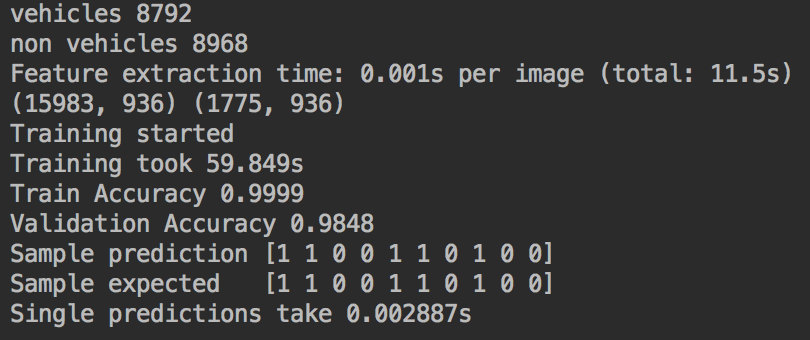 vehicles 8792
non vehicles 8968
Feature extraction time: 0.001s per image (total: 11.5s)
(15983, 936) (1775, 936)
Training started
Training took 59.849s
Train Accuracy 0.9999
Validation Accuracy 0.9848
Sample prediction [1 1 0 0 1 1 0 1 0 0]
Sample expected   [1 1 0 0 1 1 0 1 0 0]
Single predictions take 0.002887s